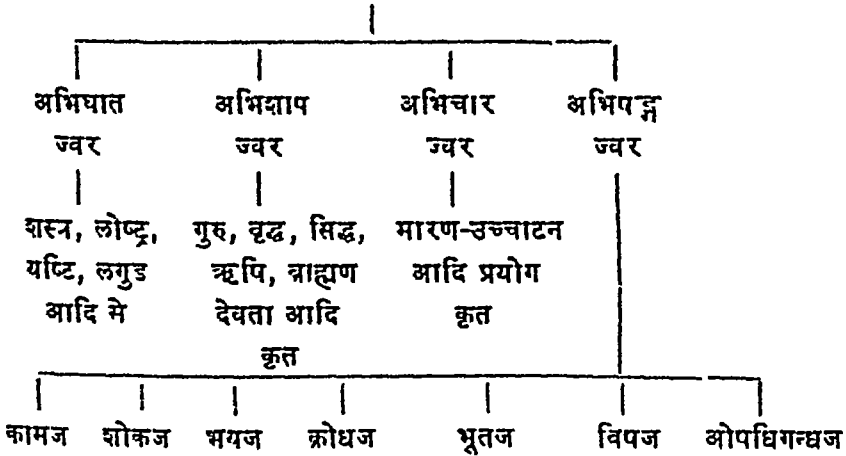 अभिघात अभिशाप अभिचार अभिषङ्ग
ज्वर ज्वर ज्वर ज्वर
शस्त्र, लोष्ट्र, गुरु, वृद्ध, सिद्ध, मारण-उच्चाटन
यष्टि, लगुड ऋषि, ब्राह्मण आदि प्रयोग
आदि मे देवता आदि कृत
कृत
कामज शोकज भयज क्रोधज भूतज विषज ओषधिगन्धज